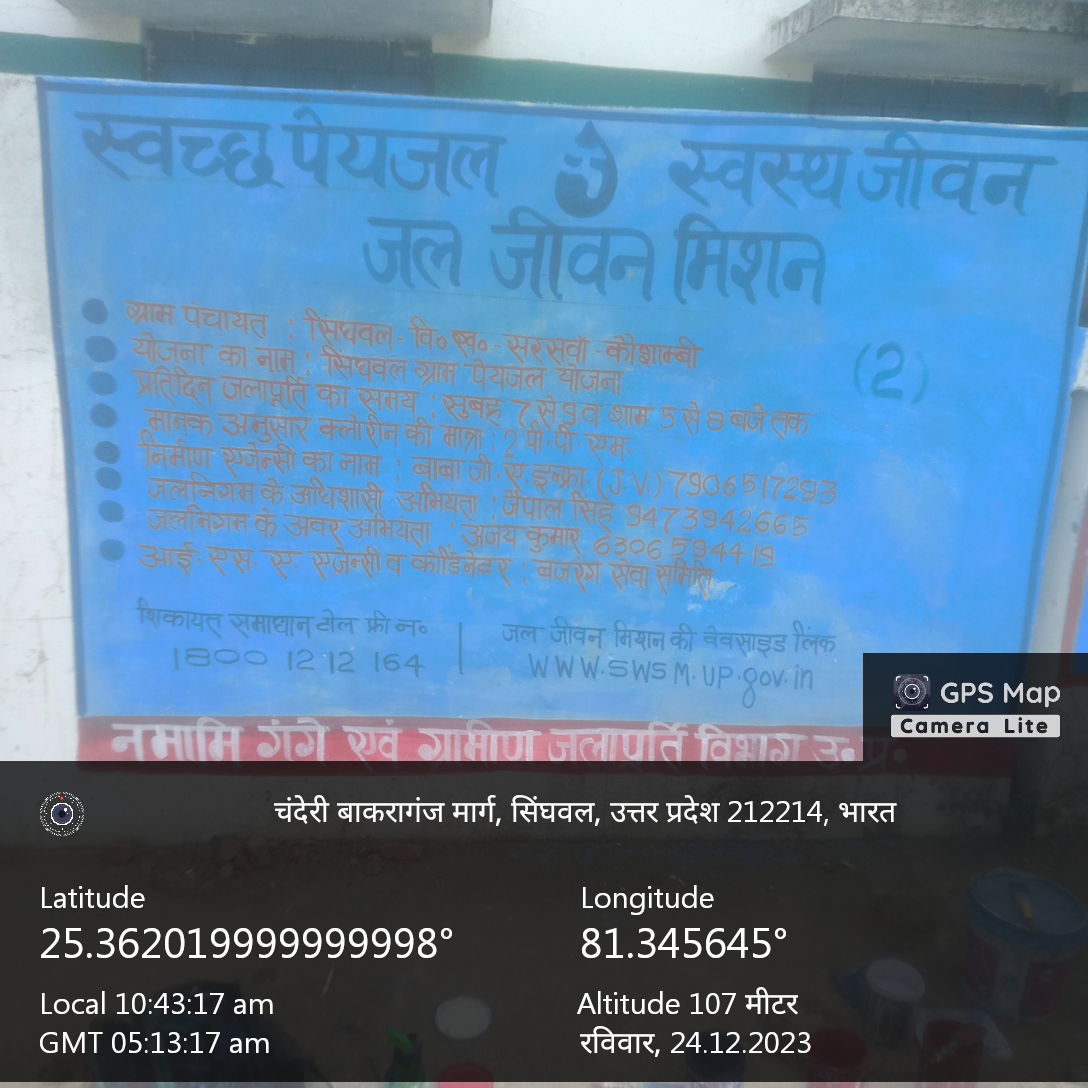 स्वच्छ पेयजल स्वस्थ जीवन
जल जीवन मिशन
(2)
ग्राम पंचायत : सिंघवल - वि० ख० - सरसवां - कौशाम्बी
योजना का नाम : सिंघवल ग्राम पेयजल योजना
प्रतिदिन जलापूर्ति का समय : सुबह 7 से 9 व शाम 5 से 8 बजे तक
मानक अनुसार क्लोरीन की मात्रा : 2 पी.पी.एम.
निर्माण एजेन्सी का नाम : बाबा जी.ए. इन्फ्रा (J.V.) 7906517293
जलनिगम के अधिशासी अभियंता : जैपाल सिंह 9473942665
जलनिगम के अवर अभियंता : अजय कुमार 6306594419
आई. एस. ए. एजेन्सी व कोर्डिनेटर : बजरंग सेवा समिति
शिकायत समाधान टोल फ्री नं०
1800 1212 164
जल जीवन मिशन की वेवसाइड लिंक
WWW.SWSM.UP.gov.in
नमामि गंगे एवं ग्रामीण जलापूर्ति विभाग उ.प्र.
GPS Map
Camera Lite
चंदेरी बाकरागंज मार्ग, सिंघवल, उत्तर प्रदेश 212214, भारत
Latitude
25.362019999999998°
Longitude
81.345645°
Local 10:43:17 am
GMT 05:13:17 am
Altitude 107 मीटर
रविवार, 24.12.2023